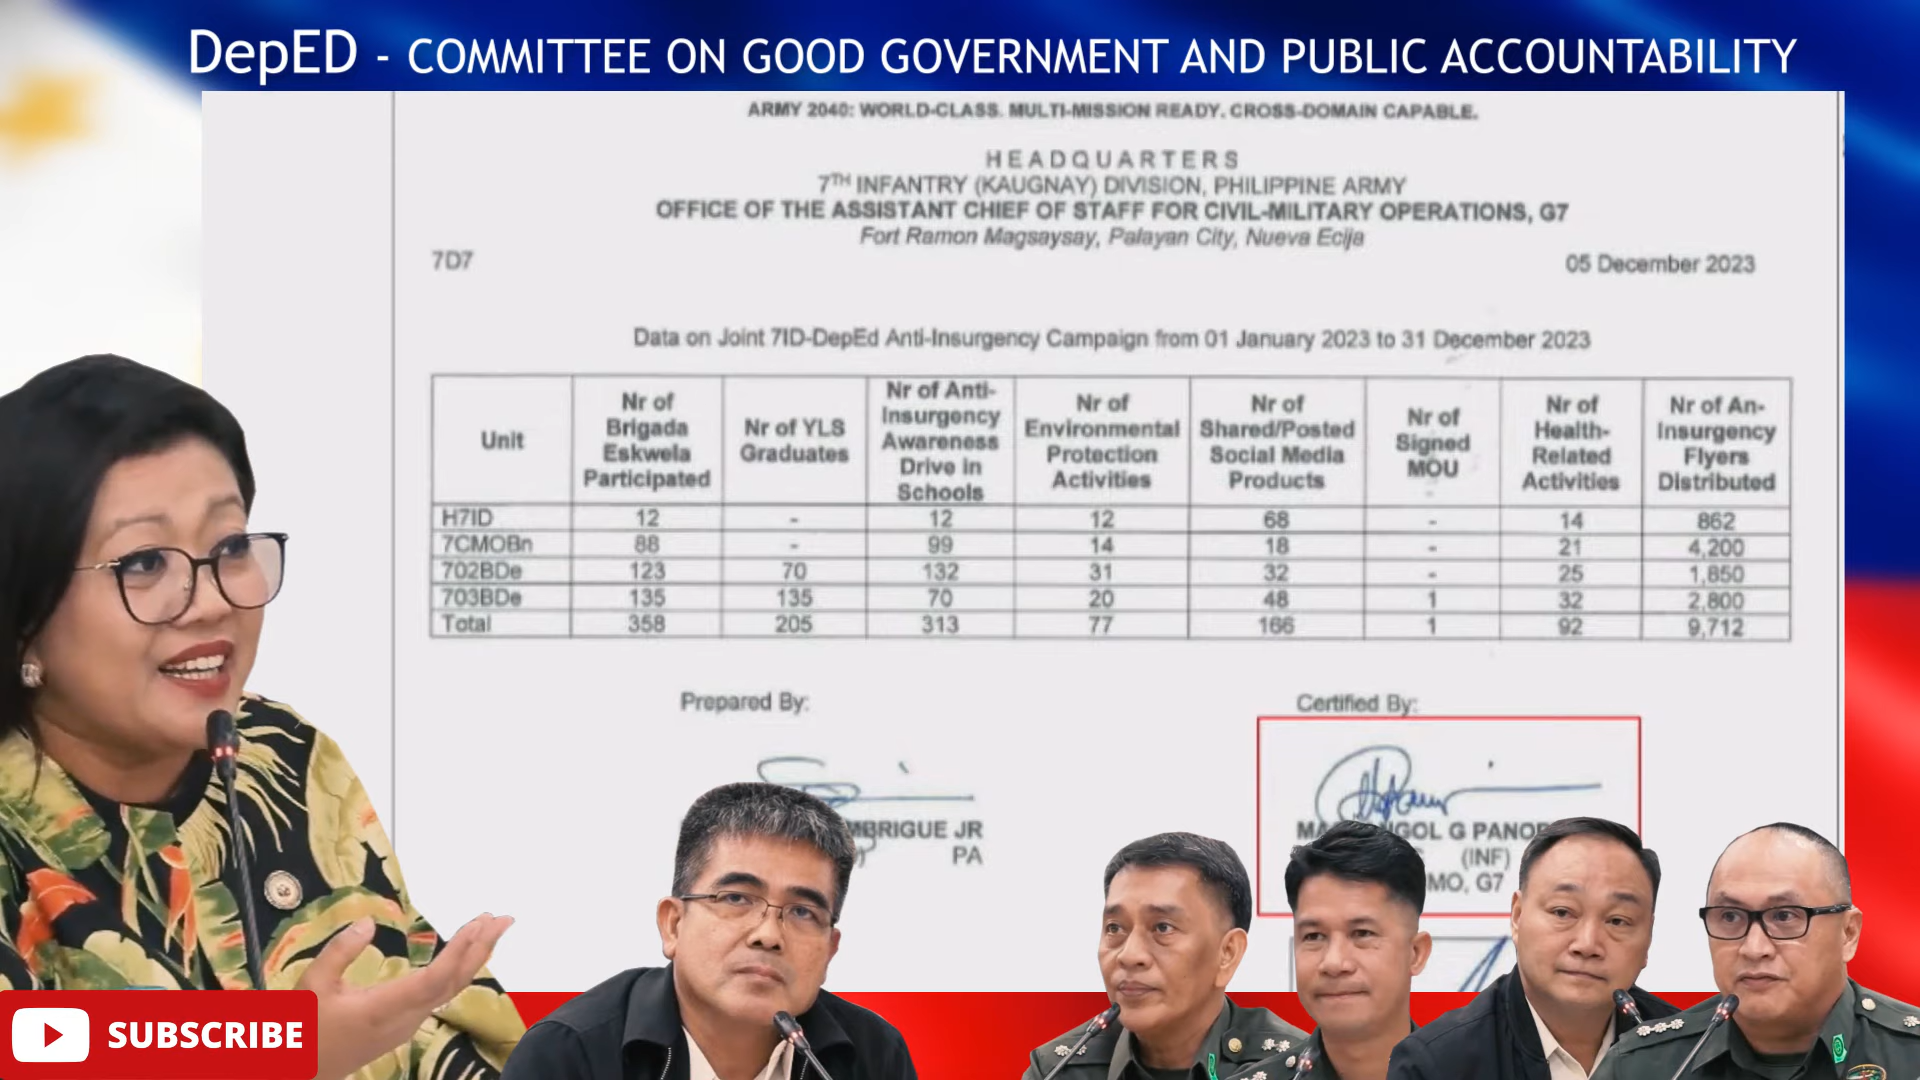 DepED - COMMITTEE ON GOOD GOVERNMENT AND PUBLIC ACCOUNTABILITY
ARMY 2040: WORLD-CLASS. MULTI-MISSION READY. CROSS-DOMAIN CAPABLE.
HEADQUARTERS
7TH INFANTRY (KAUGNAY) DIVISION, PHILIPPINE ARMY
OFFICE OF THE ASSISTANT CHIEF OF STAFF FOR CIVIL-MILITARY OPERATIONS, G7
Fort Ramon Magsaysay, Palayan City, Nueva Ecija
7D7 05 December 2023
Data on Joint 7ID-DepEd Anti-Insurgency Campaign from 01 January 2023 to 31 December 2023
Unit Nr of Brigada Eskwela Participated Nr of YLS Graduates Nr of Anti-Insurgency Awareness Drive in Schools Nr of Environmental Protection Activities Nr of Shared/Posted Social Media Products Nr of Signed MOU Nr of Health-Related Activities Nr of An-Insurgency Flyers Distributed
H7ID 12 - 12 12 68 - 14 862
7CMOBn 88 - 99 14 18 - 21 4,200
702BDe 123 70 132 31 32 - 25 1,850
703BDe 135 135 70 20 48 1 32 2,800
Total 358 205 313 77 166 1 92 9,712
Prepared By: Certified By:
MBRIGUE JR G PANO
PA (INF)
MO, G7
SUBSCRIBE